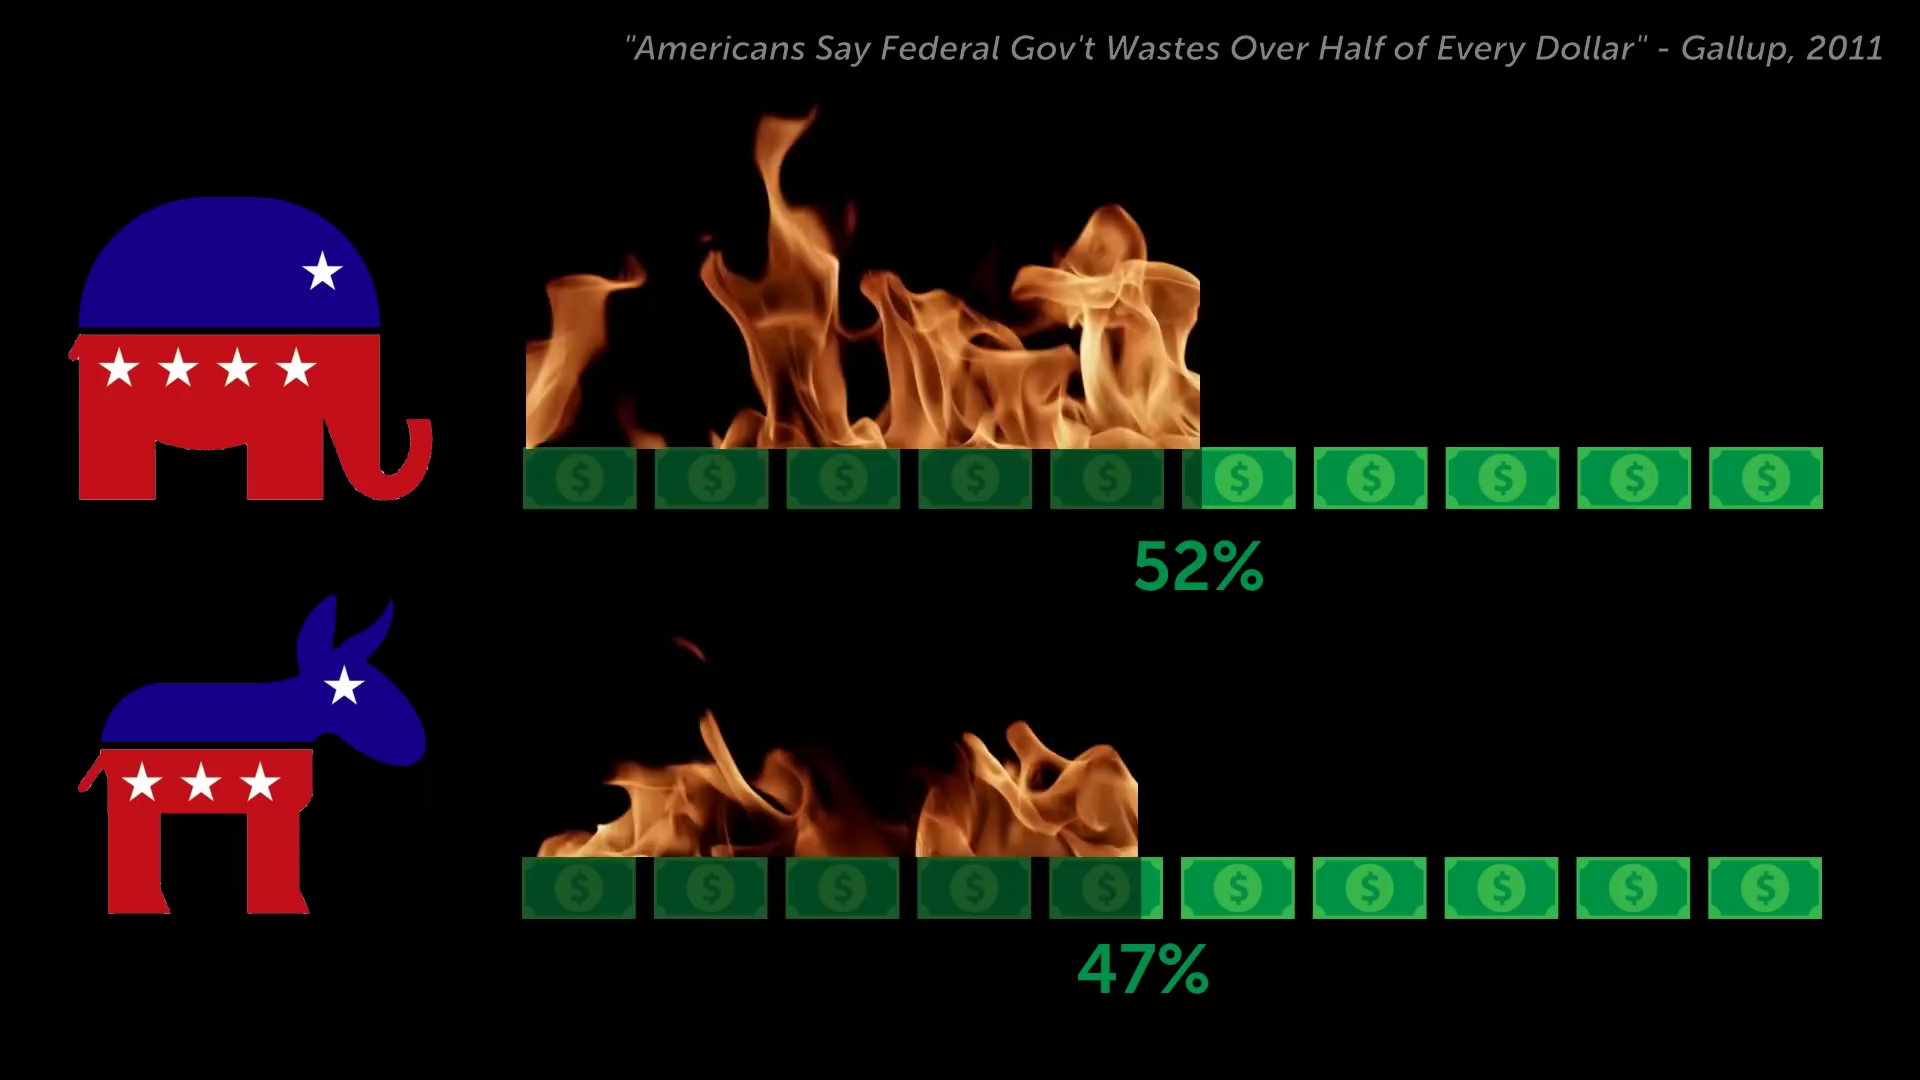 "Americans Say Federal Gov't Wastes Over Half of Every Dollar" - Gallup, 2011
$ $ $ $ $ $ $ $ $ $
52%
$ $ $ $ $ $ $ $ $ $
47%